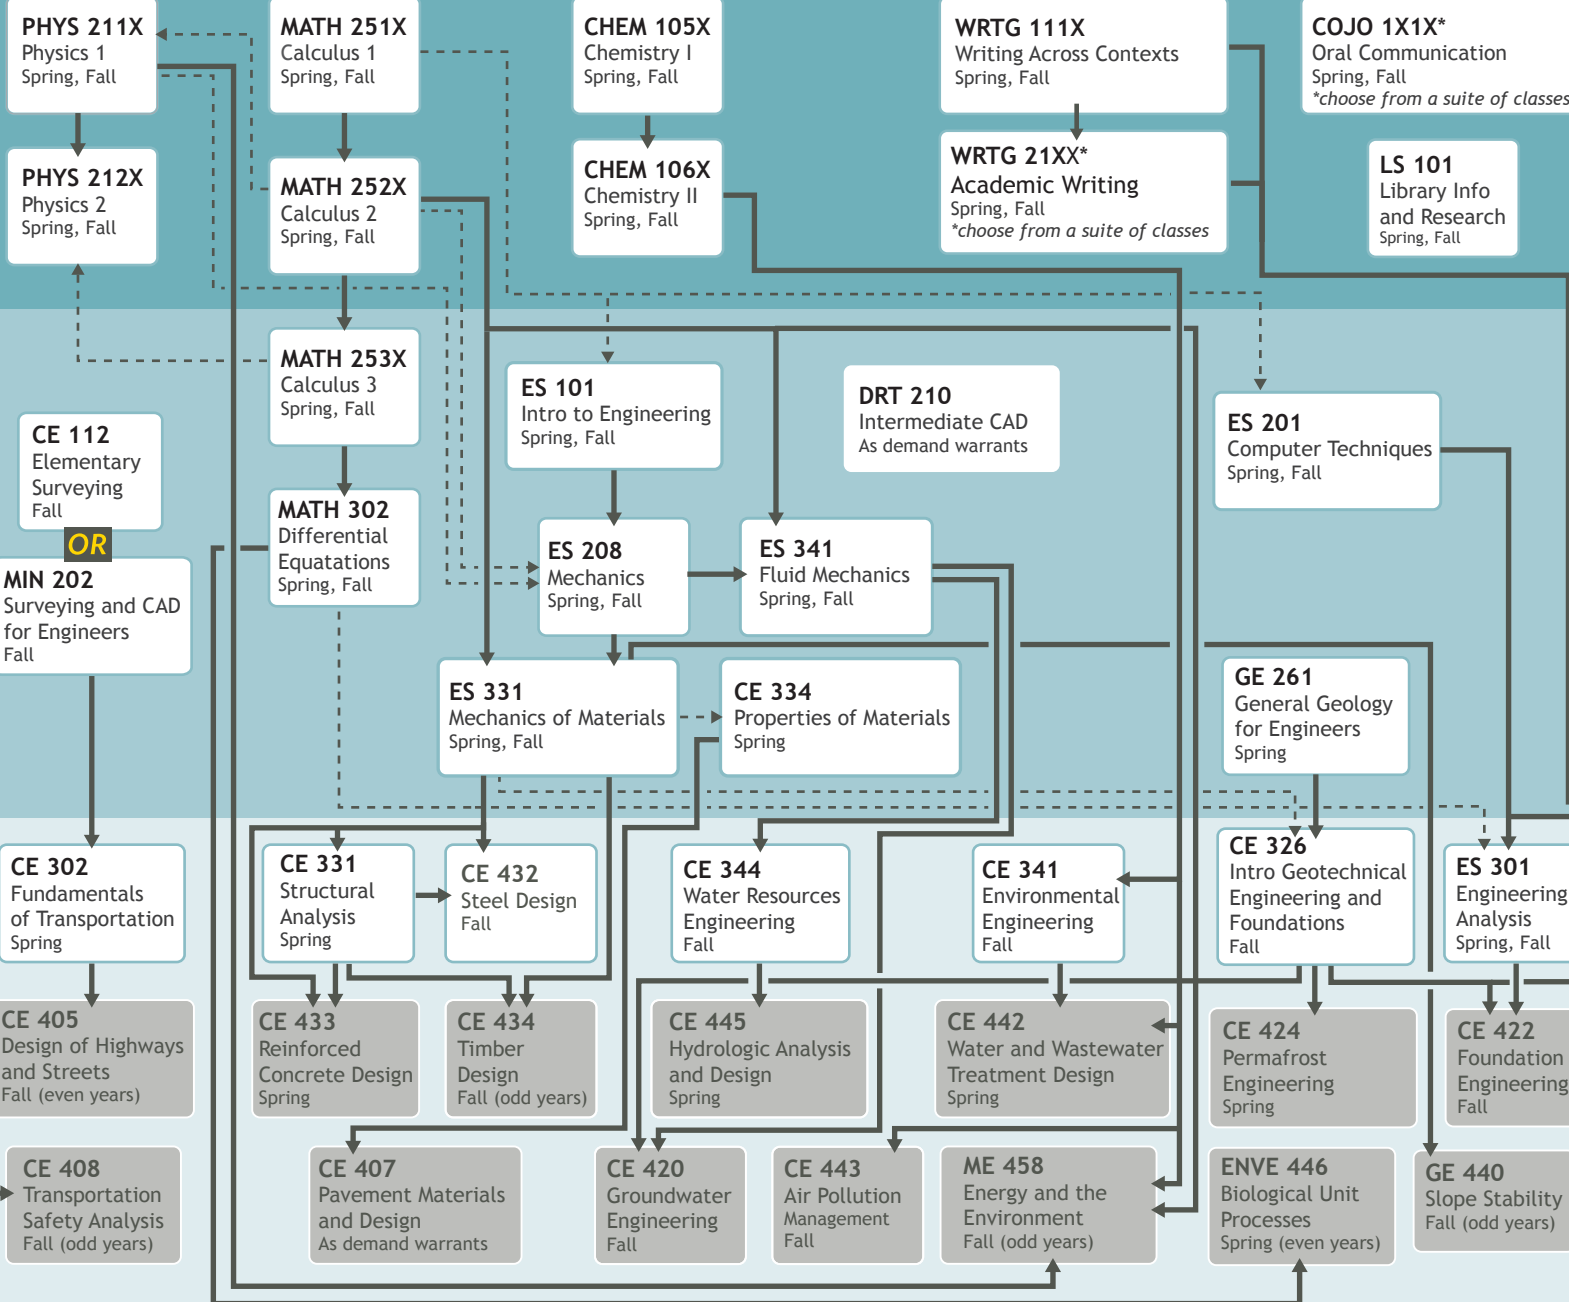 PHYS 211X
Physics 1
Spring, Fall
MATH 251X
Calculus 1
Spring, Fall
CHEM 105X
Chemistry I
Spring, Fall
WRTG 111X
Writing Across Contexts
Spring, Fall
COJO 1X1X*
Oral Communication
Spring, Fall
*choose from a suite of classes
PHYS 212X
Physics 2
Spring, Fall
MATH 252X
Calculus 2
Spring, Fall
CHEM 106X
Chemistry II
Spring, Fall
WRTG 21XX*
Academic Writing
Spring, Fall
*choose from a suite of classes
LS 101
Library Info
and Research
Spring, Fall
MATH 253X
Calculus 3
Spring, Fall
ES 101
Intro to Engineering
Spring, Fall
DRT 210
Intermediate CAD
As demand warrants
ES 201
Computer Techniques
Spring, Fall
CE 112
Elementary
Surveying
Fall
OR
MIN 202
Surveying and CAD
for Engineers
Fall
MATH 302
Differential
Equatations
Spring, Fall
ES 208
Mechanics
Spring, Fall
ES 341
Fluid Mechanics
Spring, Fall
ES 331
Mechanics of Materials
Spring, Fall
CE 334
Properties of Materials
Spring
GE 261
General Geology
for Engineers
Spring
CE 302
Fundamentals
of Transportation
Spring
CE 331
Structural
Analysis
Spring
CE 432
Steel Design
Fall
CE 344
Water Resources
Engineering
Fall
CE 341
Environmental
Engineering
Fall
CE 326
Intro Geotechnical
Engineering and
Foundations
Fall
ES 301
Engineering
Analysis
Spring, Fall
CE 405
Design of Highways
and Streets
Fall (even years)
CE 433
Reinforced
Concrete Design
Spring
CE 434
Timber
Design
Fall (odd years)
CE 445
Hydrologic Analysis
and Design
Spring
CE 442
Water and Wastewater
Treatment Design
Spring
CE 424
Permafrost
Engineering
Spring
CE 422
Foundation
Engineering
Fall
CE 408
Transportation
Safety Analysis
Fall (odd years)
CE 407
Pavement Materials
and Design
As demand warrants
CE 420
Groundwater
Engineering
Fall
CE 443
Air Pollution
Management
Fall
ME 458
Energy and the
Environment
Fall (odd years)
ENVE 446
Biological Unit
Processes
Spring (even years)
GE 440
Slope Stability
Fall (odd years)